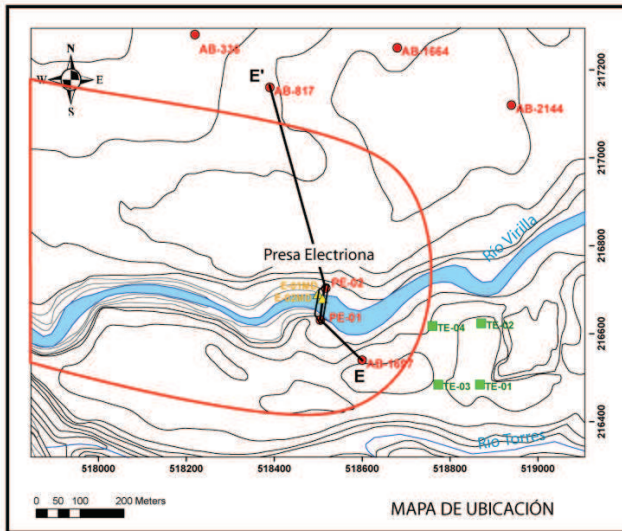 AB-336
AB-1664
N
W E
S
E'
AB-817
AB-2144
217200
217000
216800
216600
216400
Río Virilla
Presa Electriona
E-01MD
PE-02
PE-01
TE-04
TE-02
AB-1697
E
TE-03
TE-01
Río Torres
518000
518200
518400
518600
518800
519000
0 50 100 200 Meters
MAPA DE UBICACIÓN